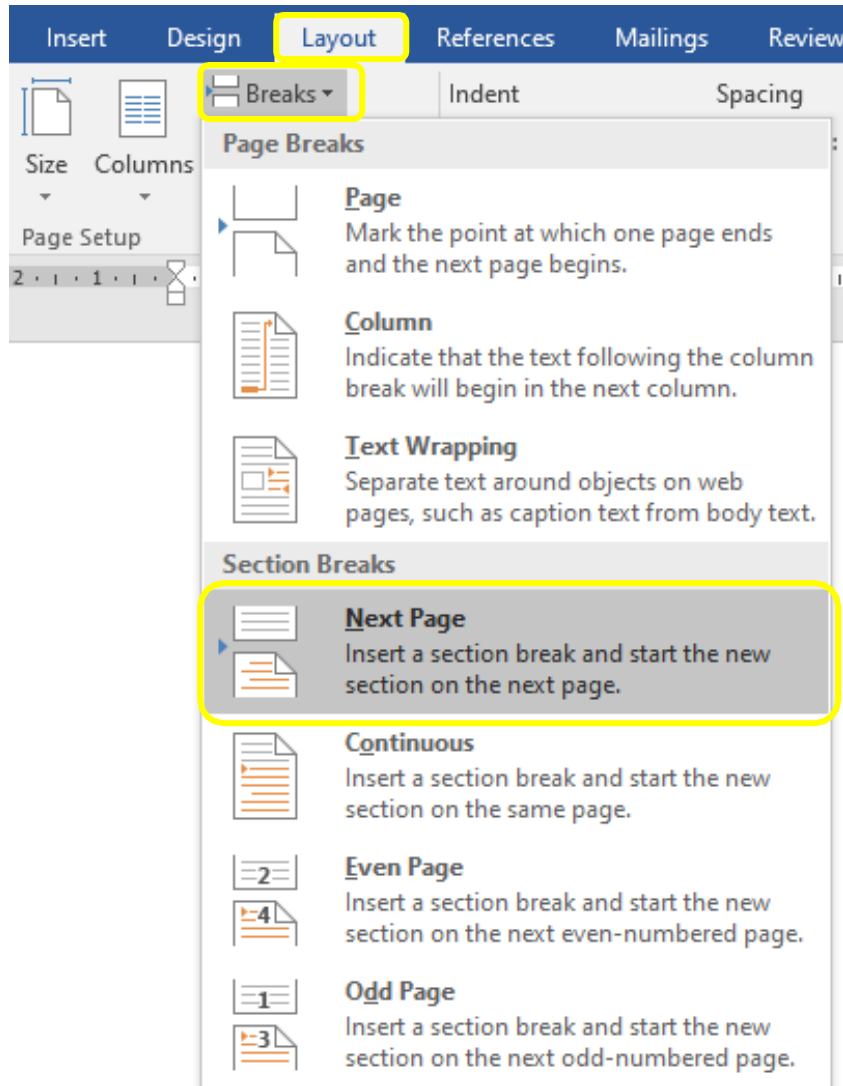 Insert Design Layout References Mailings Review
Breaks Indent Spacing
Size Columns
Page Setup
2 1
Page Breaks
Page
Mark the point at which one page ends
and the next page begins.
Column
Indicate that the text following the column
break will begin in the next column.
Text Wrapping
Separate text around objects on web
pages, such as caption text from body text.
Section Breaks
Next Page
Insert a section break and start the new
section on the next page.
Continuous
Insert a section break and start the new
section on the same page.
2
4
Even Page
Insert a section break and start the new
section on the next even-numbered page.
1
3
Odd Page
Insert a section break and start the new
section on the next odd-numbered page.